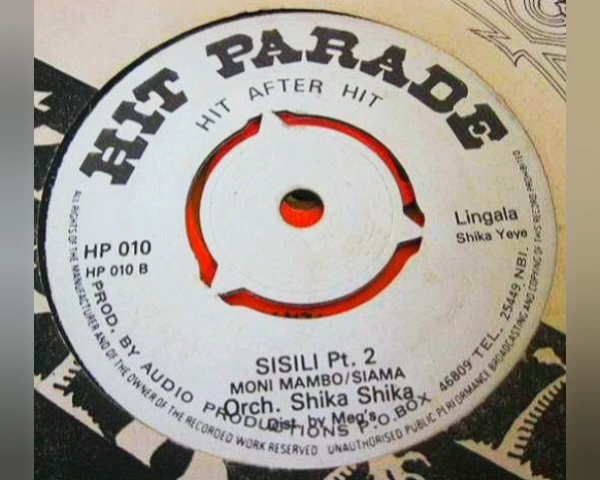 HIT PARADE
HIT AFTER HIT
HP 010
HP 010 B
Lingala
Shika Yeye
SISILI Pt. 2
MONI MAMBO/SIAMA
Orch. Shika Shika
Dist. by Meg's
PROD. BY AUDIO PRODUCTIONS P.O.BOX 46809 TEL. 25449 NBI.
ALL RIGHTS OF THE MANUFACTURER AND OF THE OWNER OF THE RECORDED WORK RESERVED UNAUTHORISED PUBLIC PERFORMANCE BROADCASTING AND COPYING OF THIS RECORD PROHIBITED